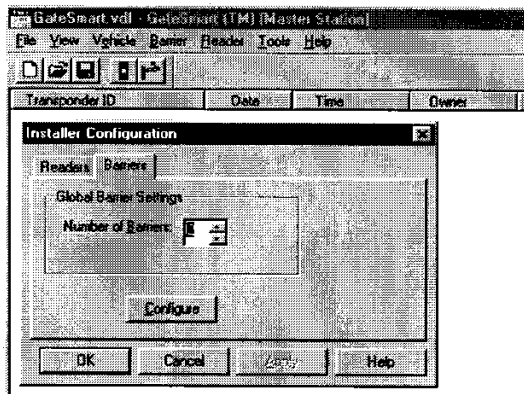 GateSmart.vdl - GateSmart (TM) [Master Station]
File View Vehicle Barrier Reader Tools Help
Transponder ID Date Time Owner
Installer Configuration
Readers Barriers
Global Barrier Settings
Number of Barriers:
Configure
OK Cancel Apply Help